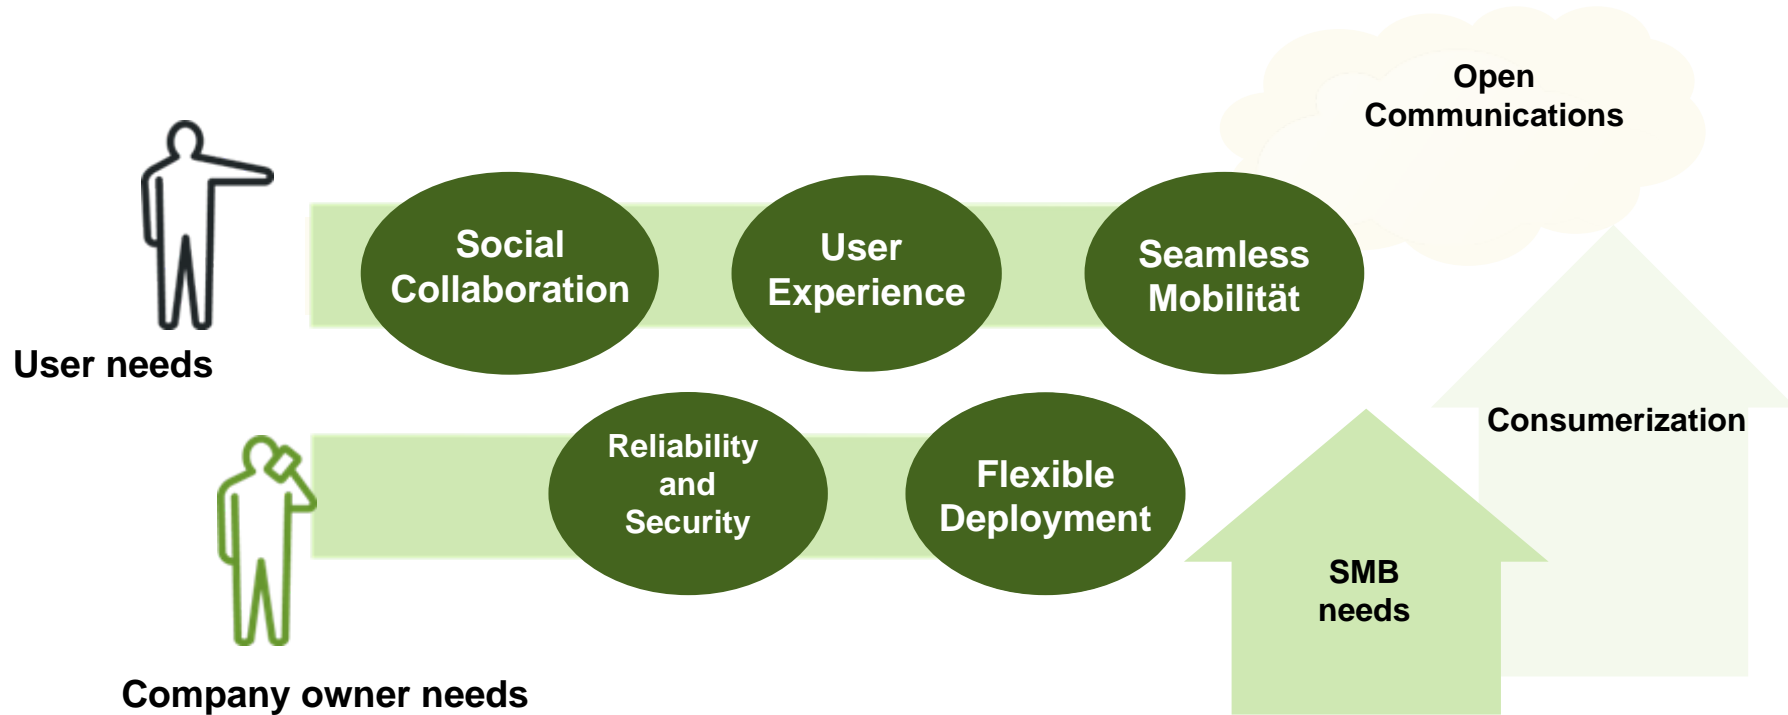 Open
Communications
Social
Collaboration
User
Experience
Seamless
Mobilität
User needs
Reliability
and
Security
Flexible
Deployment
Consumerization
SMB
needs
Company owner needs